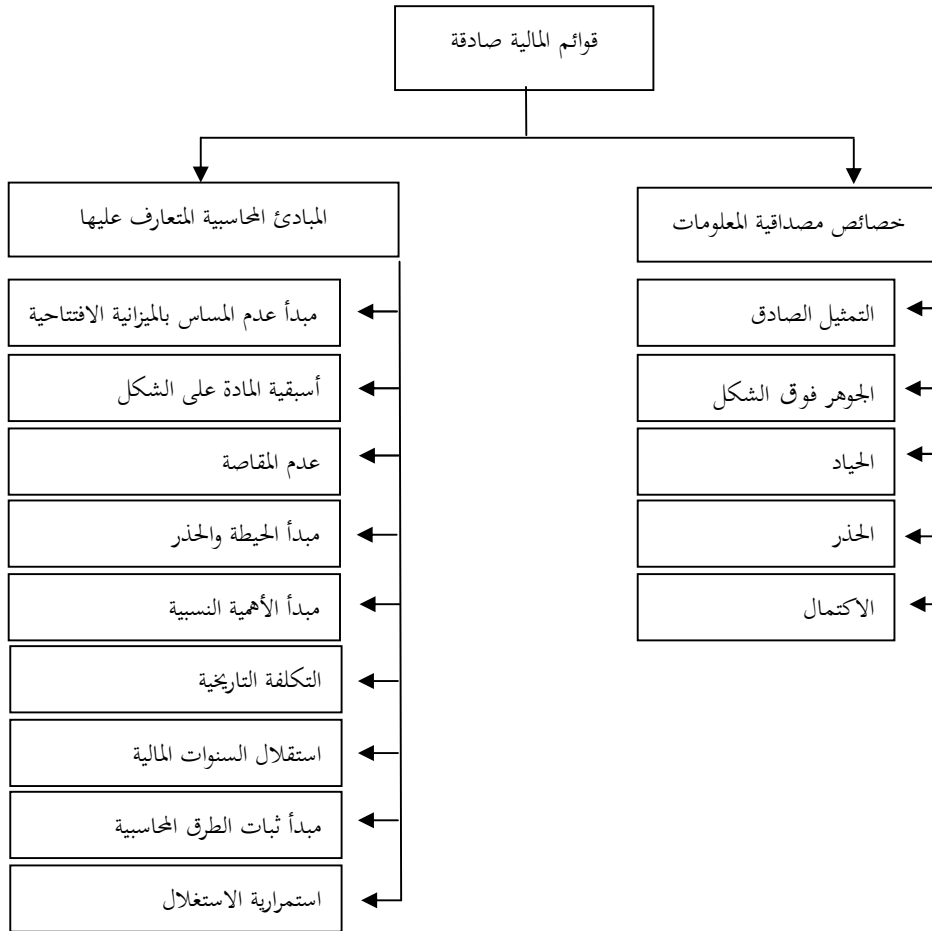 قوائم المالية صادقة
خصائص مصداقية المعلومات
التمثيل الصادق
الجوهر فوق الشكل
الحياد
الحذر
الاكتمال
المبادئ المحاسبية المتعارف عليها
مبدأ عدم المساس بالميزانية الافتتاحية
أسبقية المادة على الشكل
عدم المقاصة
مبدأ الحيطة والحذر
مبدأ الأهمية النسبية
التكلفة التاريخية
استقلال السنوات المالية
مبدأ ثبات الطرق المحاسبية
استمرارية الاستغلال